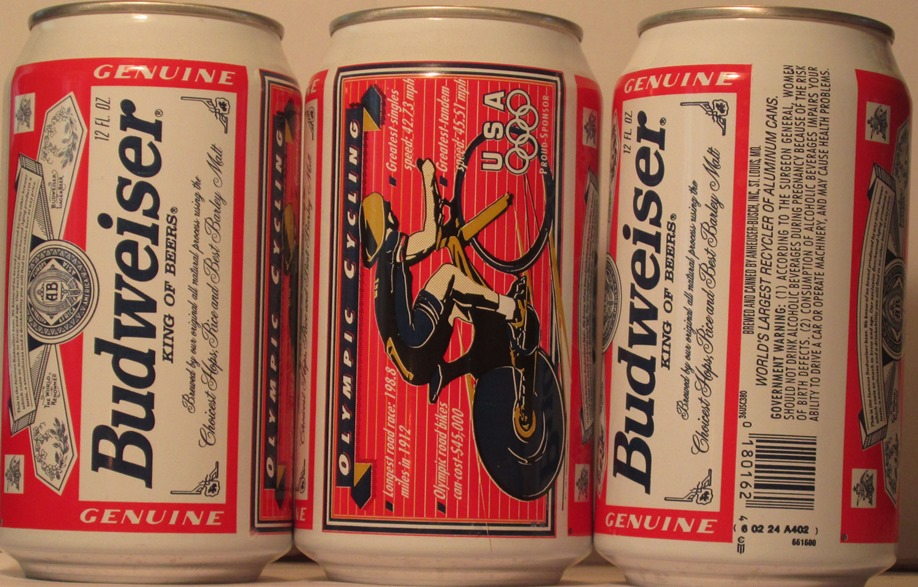 GENUINE
12 FL. OZ
Budweiser®
KING OF BEERS®
Brewed by our original all natural process using the
Choicest Hops, Rice and Best Barley Malt
GENUINE
AB
OLYMPIC CYCLING
OLYMPIC CYCLING
Longest road race: 198.8
miles in 1912
Olympic road bikes
can cost $45,000
Greatest singles
speed: 42.73 mph
Greatest tandem
speed: 45.51 mph
USA
PROUD SPONSOR
GENUINE
12 FL. OZ
Budweiser®
KING OF BEERS®
Brewed by our original all natural process using the
Choicest Hops, Rice and Best Barley Malt
GENUINE
BREWED AND CANNED BY ANHEUSER-BUSCH, INC., ST. LOUIS, MO.
WORLD'S LARGEST RECYCLER OF ALUMINUM CANS.
GOVERNMENT WARNING: (1) ACCORDING TO THE SURGEON GENERAL, WOMEN
SHOULD NOT DRINK ALCOHOLIC BEVERAGES DURING PREGNANCY BECAUSE OF THE RISK
OF BIRTH DEFECTS. (2) CONSUMPTION OF ALCOHOLIC BEVERAGES IMPAIRS YOUR
ABILITY TO DRIVE A CAR OR OPERATE MACHINERY, AND MAY CAUSE HEALTH PROBLEMS.
0 180162 4
( 6 02 24 A402 )
661600